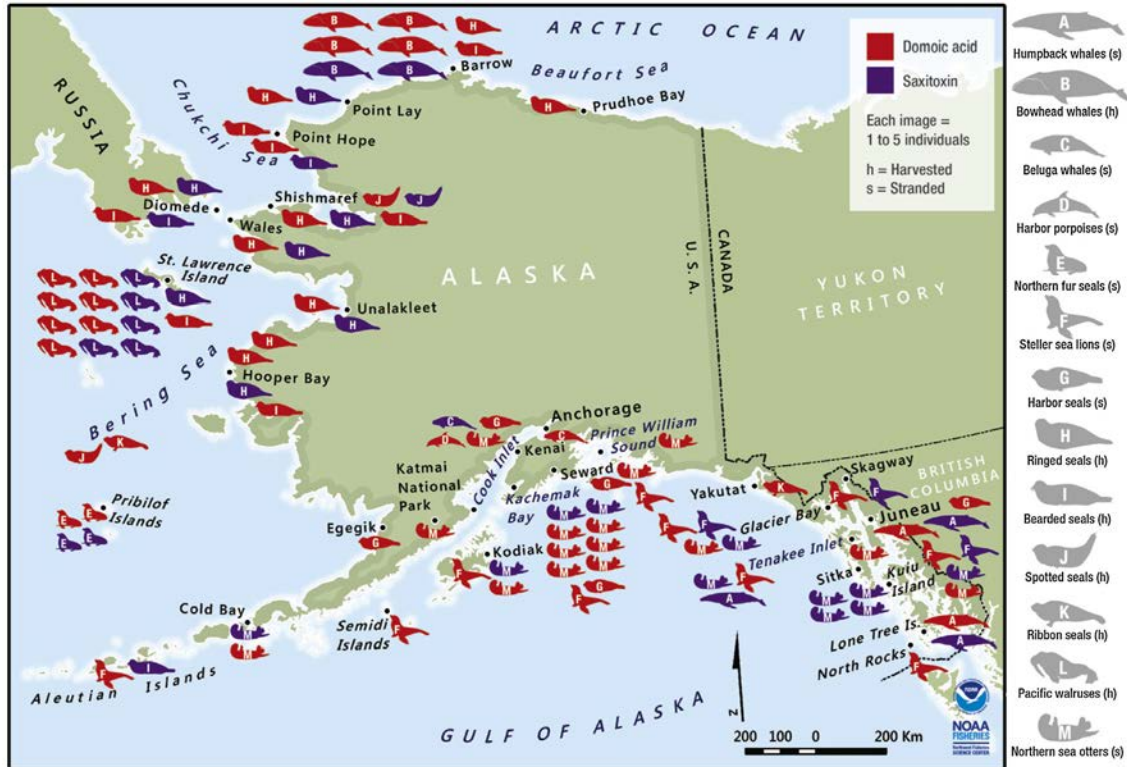 ARCTIC OCEAN
Beaufort Sea
Chukchi Sea
RUSSIA
Barrow
Prudhoe Bay
Point Lay
Point Hope
Shishmaref
Diomede
Wales
St. Lawrence
Island
ALASKA
U.S.A.
CANADA
YUKON
TERRITORY
Unalakleet
Bering Sea
Hooper Bay
Anchorage
Prince William
Sound
Kenai
Cook Inlet
Seward
Katmai
National
Park
Kachemak
Bay
Pribilof
Islands
Egegik
Kodiak
Cold Bay
Semidi
Islands
Aleutian Islands
Yakutat
Skagway
BRITISH
COLUMBIA
Glacier Bay
Juneau
Tenakee Inlet
Sitka
Kuiu
Island
Lone Tree Is.
North Rocks
GULF OF ALASKA
N
200 100 0 200 Km
NOAA
FISHERIES
Domoic acid
Saxitoxin
Each image =
1 to 5 individuals
h = Harvested
s = Stranded
A
Humpback whales (s)
B
Bowhead whales (h)
C
Beluga whales (s)
D
Harbor porpoises (s)
E
Northern fur seals (s)
F
Steller sea lions (s)
G
Harbor seals (s)
H
Ringed seals (h)
I
Bearded seals (h)
J
Spotted seals (h)
K
Ribbon seals (h)
L
Pacific walruses (h)
M
Northern sea otters (s)